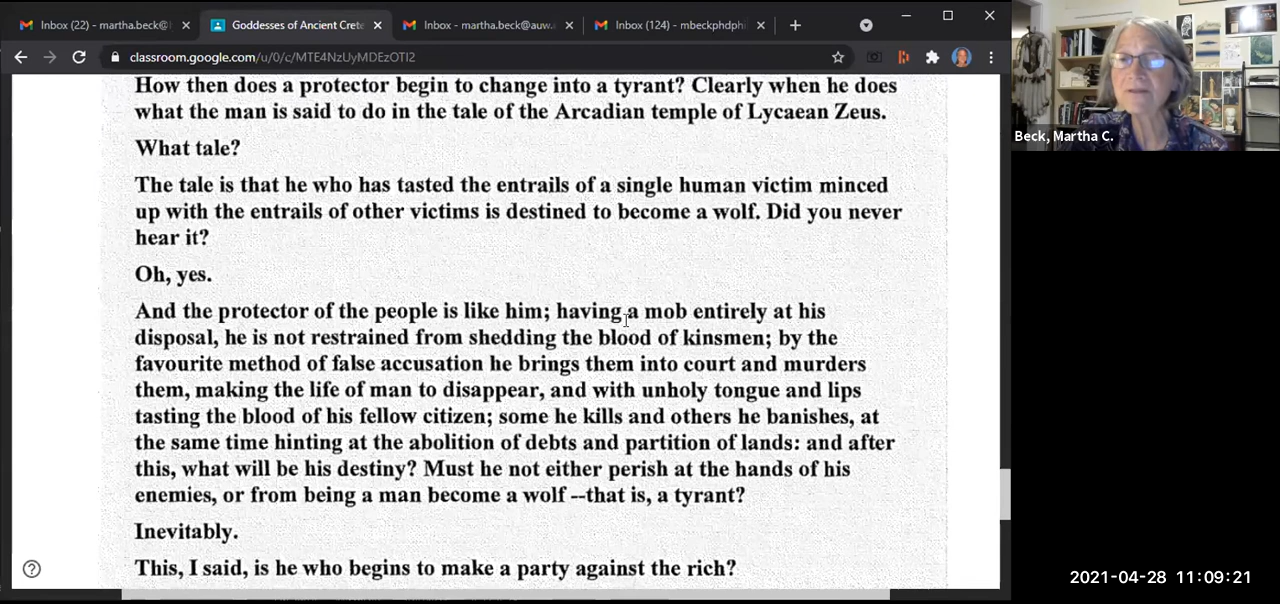 Inbox (22) - martha.beck@
Goddesses of Ancient Crete
Inbox - martha.beck@auw.
Inbox (124) - mbeckphdphi
classroom.google.com/u/0/c/MTE4NzUyMDEzOTI2
How then does a protector begin to change into a tyrant? Clearly when he does
what the man is said to do in the tale of the Arcadian temple of Lycaean Zeus.
What tale?
The tale is that he who has tasted the entrails of a single human victim minced
up with the entrails of other victims is destined to become a wolf. Did you never
hear it?
Oh, yes.
And the protector of the people is like him; having a mob entirely at his
disposal, he is not restrained from shedding the blood of kinsmen; by the
favourite method of false accusation he brings them into court and murders
them, making the life of man to disappear, and with unholy tongue and lips
tasting the blood of his fellow citizen; some he kills and others he banishes, at
the same time hinting at the abolition of debts and partition of lands: and after
this, what will be his destiny? Must he not either perish at the hands of his
enemies, or from being a man become a wolf --that is, a tyrant?
Inevitably.
This, I said, is he who begins to make a party against the rich?
Beck, Martha C.
2021-04-28 11:09:21